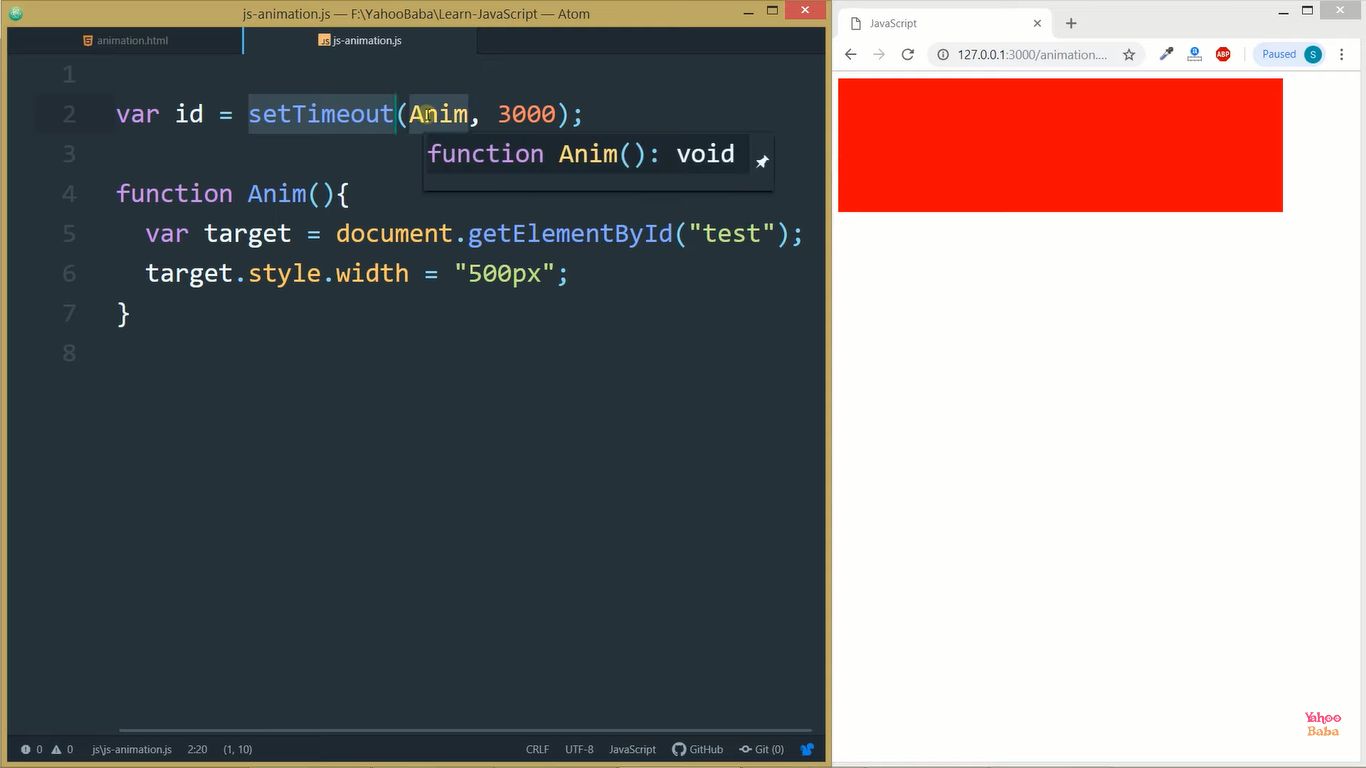 js-animation.js — F:\YahooBaba\Learn-JavaScript — Atom
animation.html
js-animation.js
1
2 var id = setTimeout(Anim, 3000);
function Anim(): void
3
4 function Anim(){
5 var target = document.getElementById("test");
6 target.style.width = "500px";
7 }
8
0 0 js\js-animation.js 2:20 (1, 10) CRLF UTF-8 JavaScript GitHub Git (0)
JavaScript
127.0.0.1:3000/animation.... ABP Paused S
Yahoo
Baba